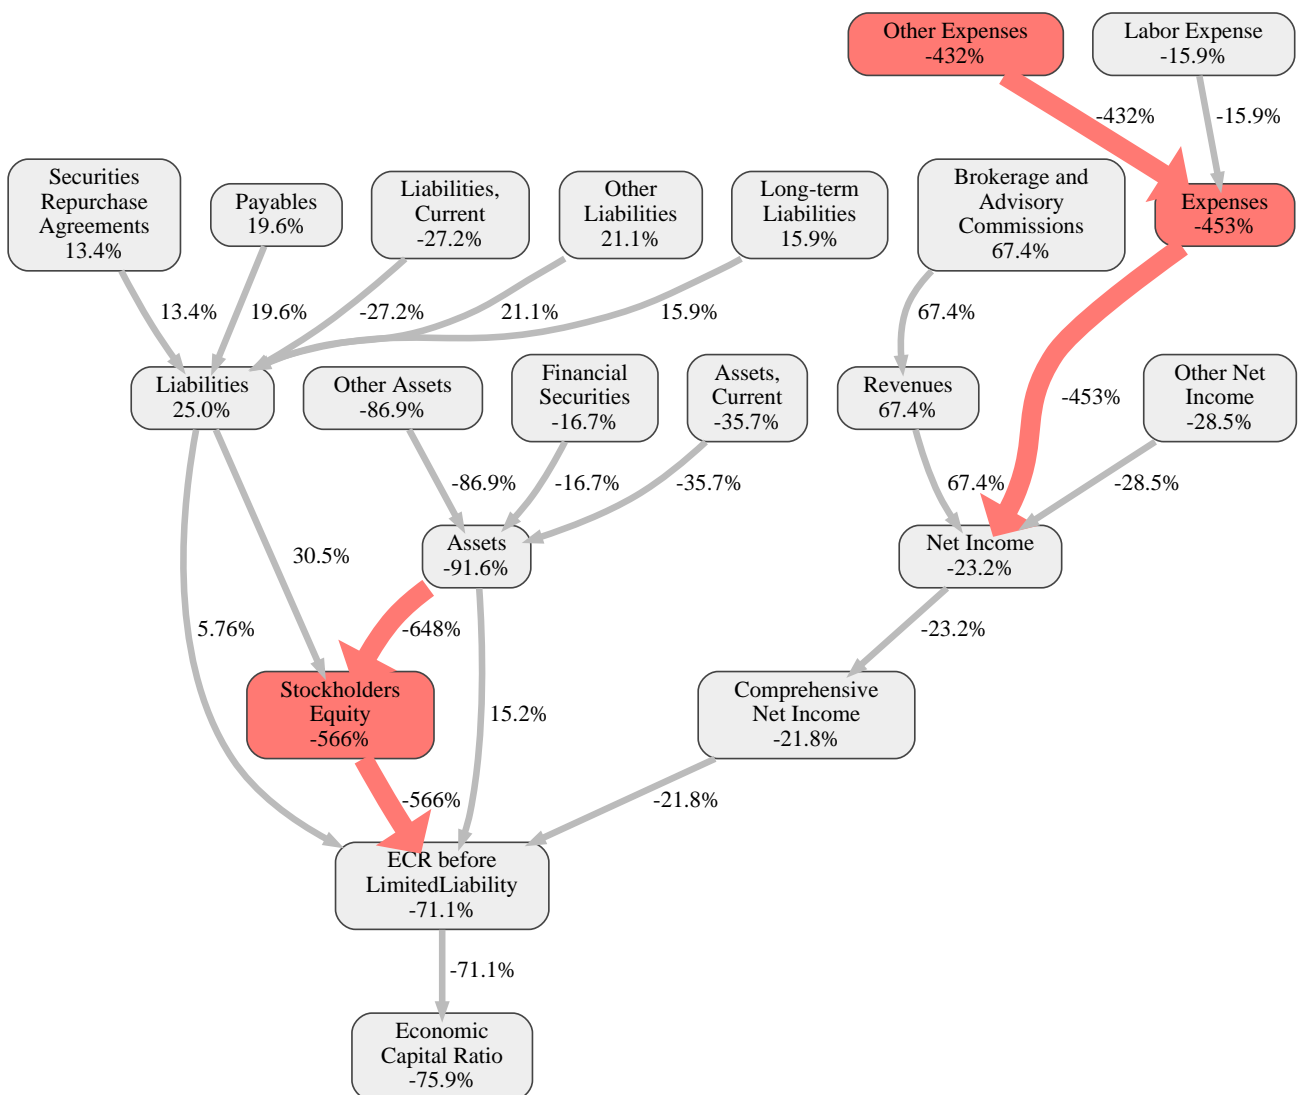 Other Expenses
-432%
Labor Expense
-15.9%
-432%
-15.9%
Securities
Repurchase
Agreements
13.4%
Payables
19.6%
Liabilities,
Current
-27.2%
Other
Liabilities
21.1%
Long-term
Liabilities
15.9%
Brokerage and
Advisory
Commissions
67.4%
Expenses
-453%
13.4%
19.6%
-27.2%
21.1%
15.9%
67.4%
Liabilities
25.0%
Other Assets
-86.9%
Financial
Securities
-16.7%
Assets,
Current
-35.7%
Revenues
67.4%
-453%
Other Net
Income
-28.5%
-86.9%
-16.7%
-35.7%
67.4%
-28.5%
30.5%
Assets
-91.6%
Net Income
-23.2%
5.76%
-648%
-23.2%
Stockholders
Equity
-566%
15.2%
Comprehensive
Net Income
-21.8%
-566%
-21.8%
ECR before
LimitedLiability
-71.1%
-71.1%
Economic
Capital Ratio
-75.9%